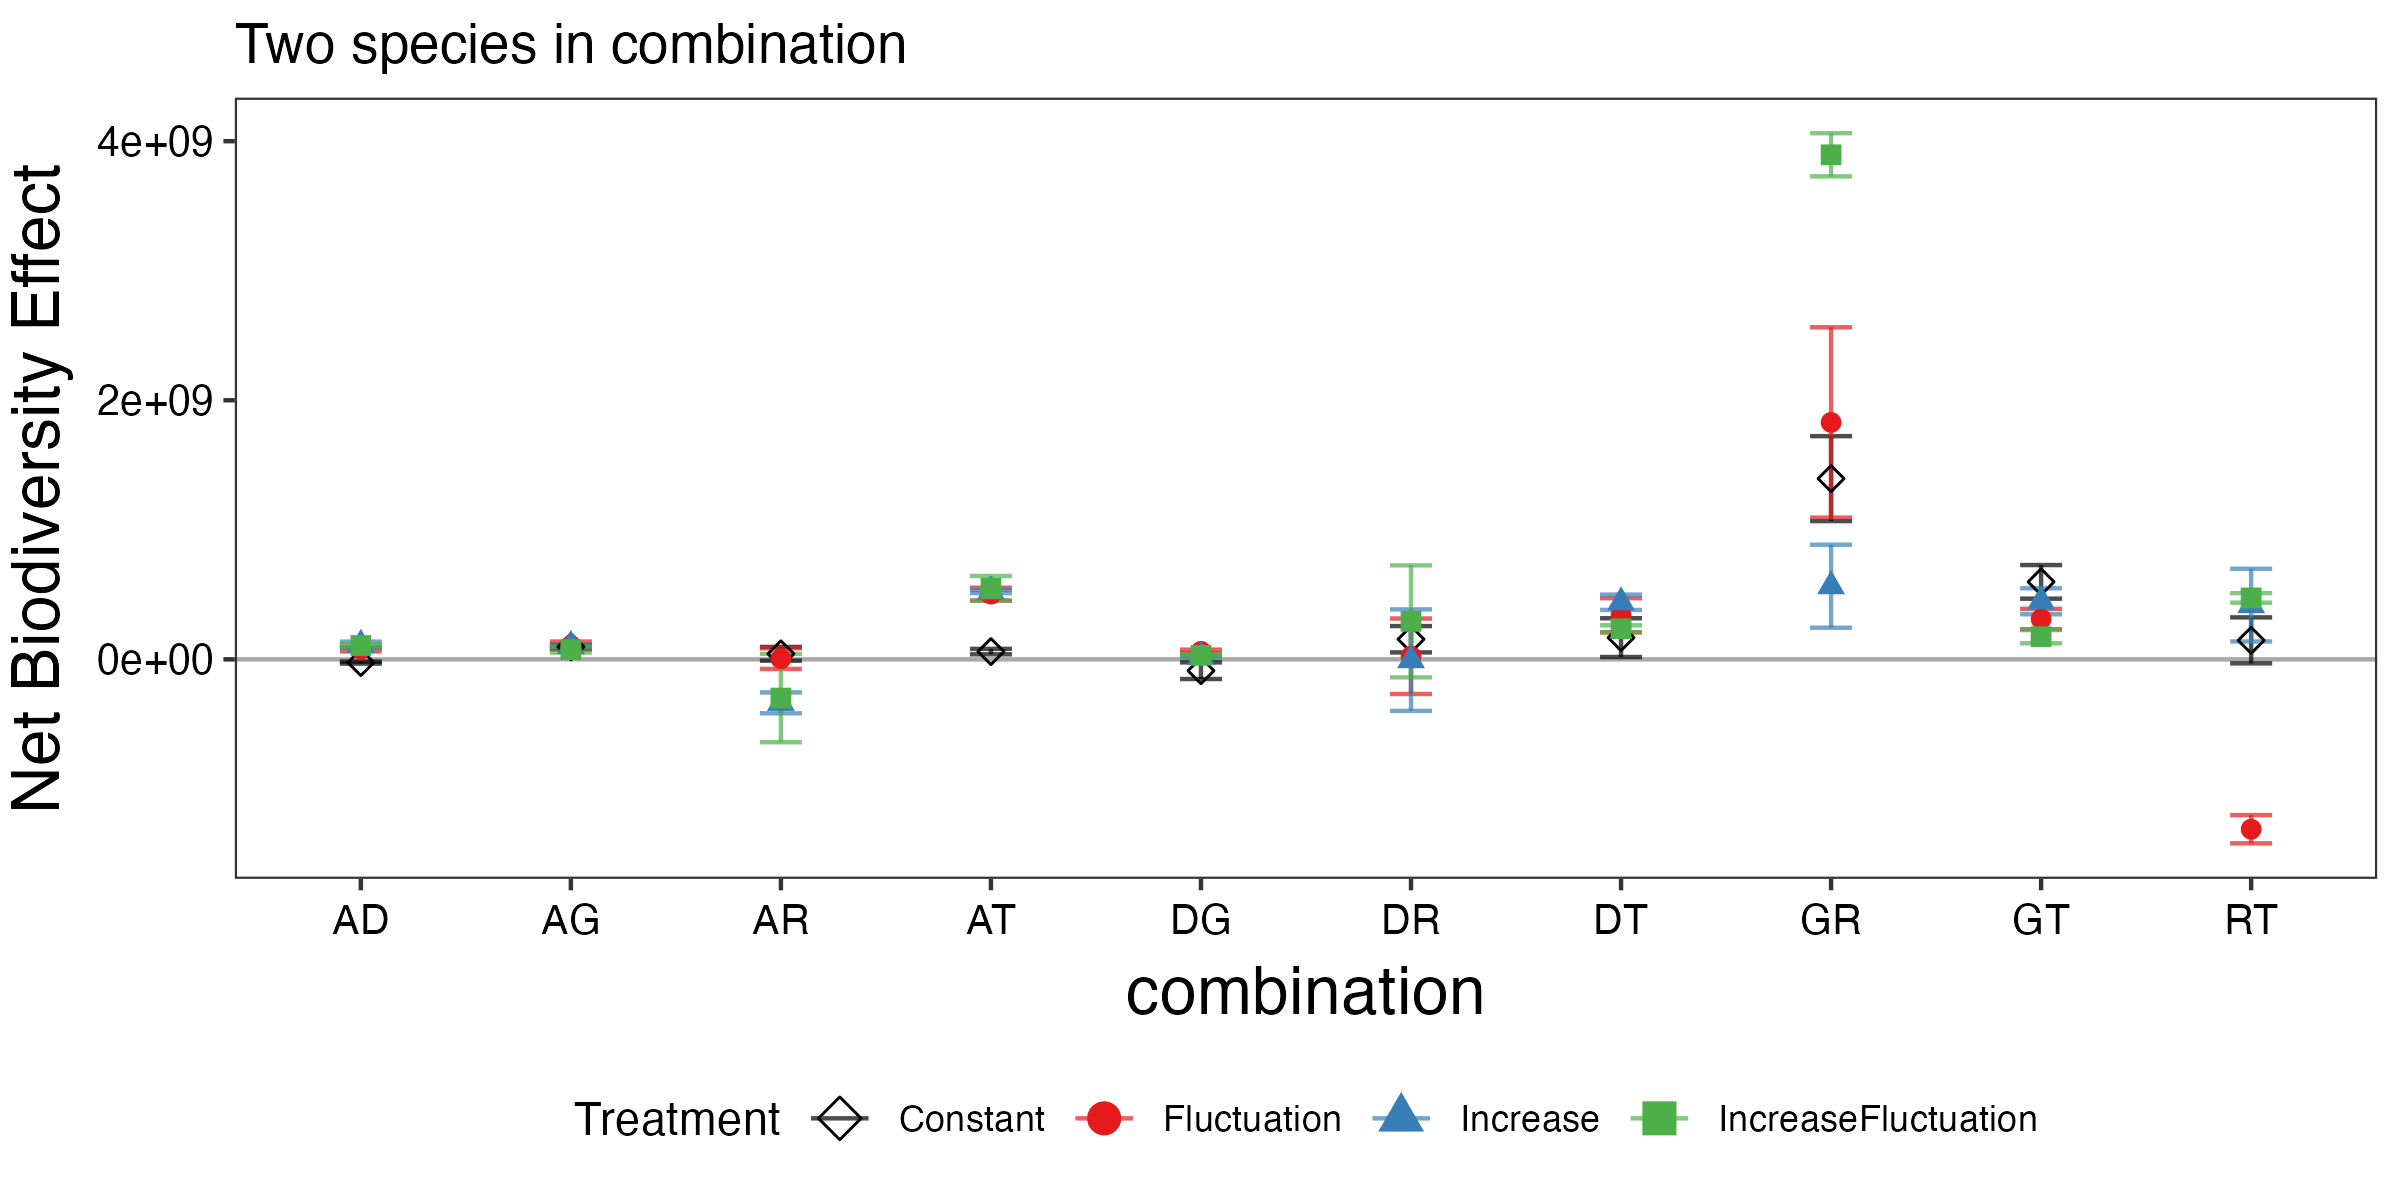 Two species in combination
Net Biodiversity Effect
4e+09
2e+09
0e+00
AD AG AR AT DG DR DT GR GT RT
combination
Treatment Constant Fluctuation Increase IncreaseFluctuation